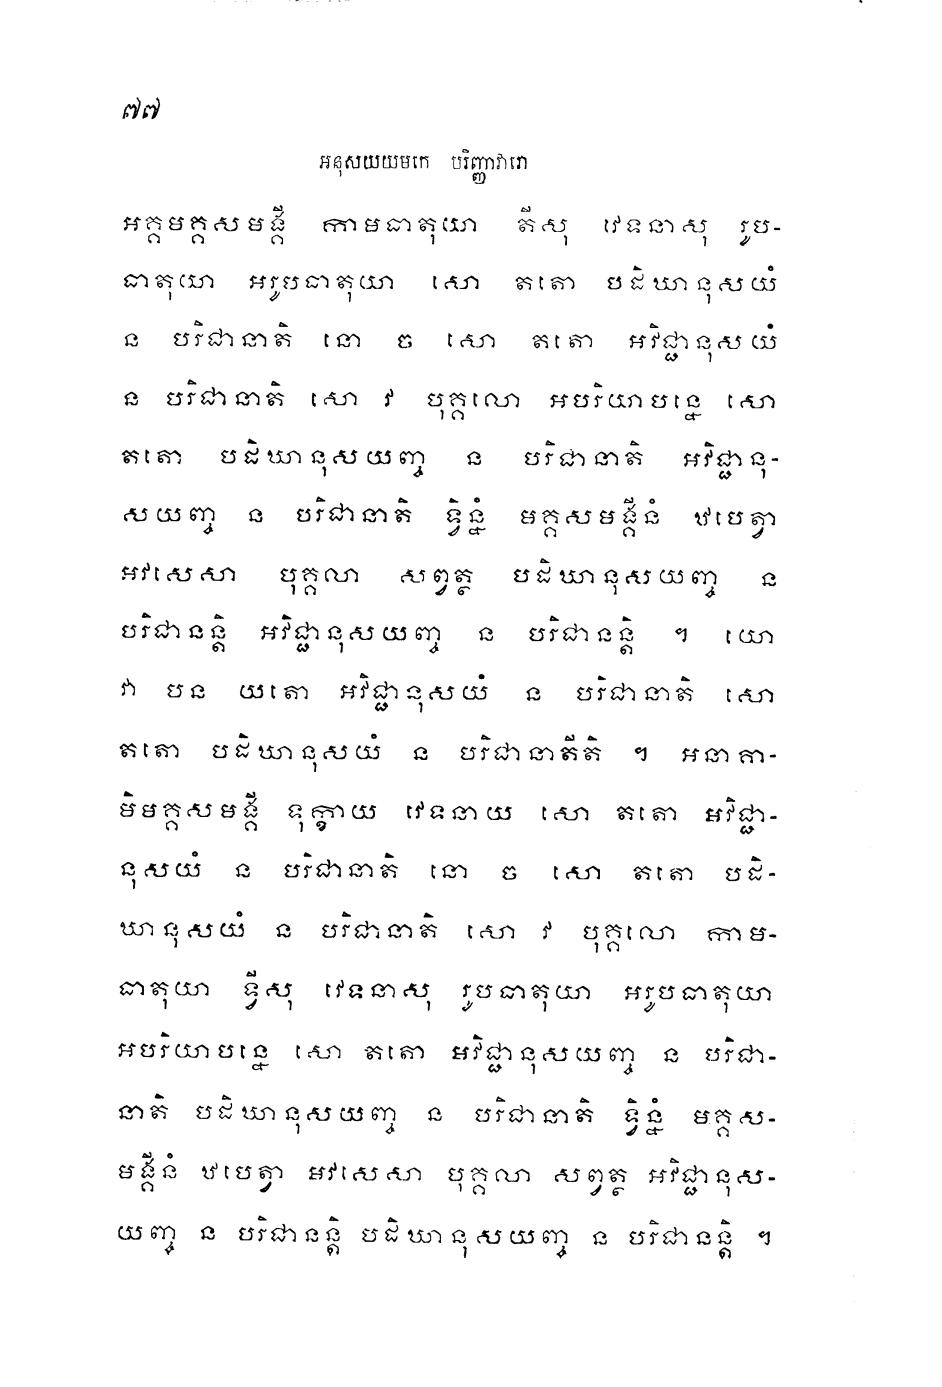 ៧៧
អនុសយយមកេ បរិញ្ញាវារោ
អគ្គមគ្គសមង្គី កាមធាតុយា តីសុ វេទនាសុ រូប-
ធាតុយា អរូបធាតុយា សោ តតោ បដិឃានុសយំ
ន បរិជានាតិ នោ ច សោ តតោ អវិជ្ជានុសយំ
ន បរិជានាតិ សោ វ បុគ្គលោ អបរិយាបន្នេ សោ
តតោ បដិឃានុសយញ្ច ន បរិជានាតិ អវិជ្ជានុ-
សយញ្ច ន បរិជានាតិ ទ្វិន្នំ មគ្គសមង្គីនំ ឋបេត្វា
អវសេសា បុគ្គលា សព្វត្ថ បដិឃានុសយញ្ច ន
បរិជានន្តិ អវិជ្ជានុសយញ្ច ន បរិជានន្តិ ។ យោ
វា បន យតោ អវិជ្ជានុសយំ ន បរិជានាតិ សោ
តតោ បដិឃានុសយំ ន បរិជានាតីតិ ។ អនាគា-
មិមគ្គសមង្គី ទុក្ខាយ វេទនាយ សោ តតោ អវិជ្ជា-
នុសយំ ន បរិជានាតិ នោ ច សោ តតោ បដិ-
ឃានុសយំ ន បរិជានាតិ សោ វ បុគ្គលោ កាម-
ធាតុយា ទ្វីសុ វេទនាសុ រូបធាតុយា អរូបធាតុយា
អបរិយាបន្នេ សោ តតោ អវិជ្ជានុសយញ្ច ន បរិជា-
នាតិ បដិឃានុសយញ្ច ន បរិជានាតិ ទ្វិន្នំ មគ្គស-
មង្គីនំ ឋបេត្វា អវសេសា បុគ្គលា សព្វត្ថ អវិជ្ជានុស-
យញ្ច ន បរិជានន្តិ បដិឃានុសយញ្ច ន បរិជានន្តិ ។